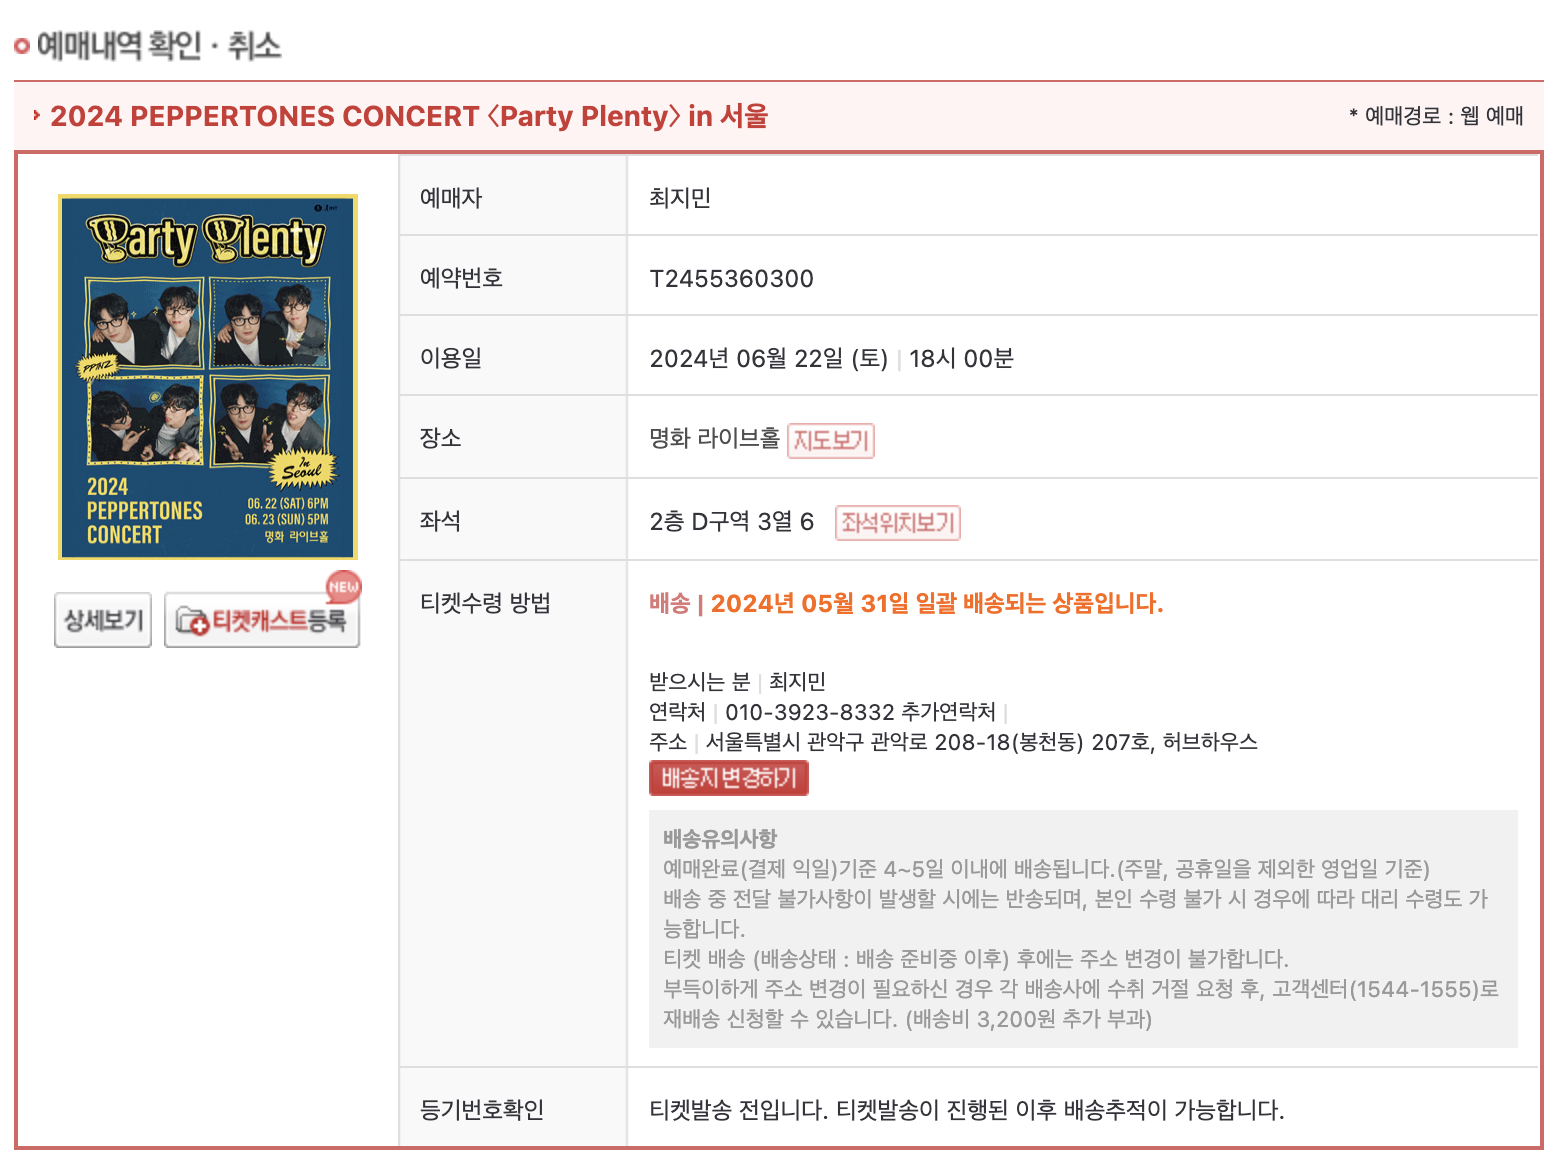 예매내역 확인 · 취소
2024 PEPPERTONES CONCERT 〈Party Plenty〉 in 서울
* 예매경로 : 웹 예매
Party Plenty
PPTNZ
In Seoul
2024
PEPPERTONES
CONCERT
06. 22 (SAT) 6PM
06. 23 (SUN) 5PM
명화 라이브홀
상세보기
티켓캐스트등록
NEW
예매자
최지민
예약번호
T2455360300
이용일
2024년 06월 22일 (토) | 18시 00분
장소
명화 라이브홀 지도보기
좌석
2층 D구역 3열 6 좌석위치보기
티켓수령 방법
배송 | 2024년 05월 31일 일괄 배송되는 상품입니다.
받으시는 분 | 최지민
연락처 | 010-3923-8332 추가연락처 |
주소 | 서울특별시 관악구 관악로 208-18(봉천동) 207호, 허브하우스
배송지변경하기
배송유의사항
예매완료(결제 익일)기준 4~5일 이내에 배송됩니다.(주말, 공휴일을 제외한 영업일 기준)
배송 중 전달 불가사항이 발생할 시에는 반송되며, 본인 수령 불가 시 경우에 따라 대리 수령도 가
능합니다.
티켓 배송 (배송상태 : 배송 준비중 이후) 후에는 주소 변경이 불가합니다.
부득이하게 주소 변경이 필요하신 경우 각 배송사에 수취 거절 요청 후, 고객센터(1544-1555)로
재배송 신청할 수 있습니다. (배송비 3,200원 추가 부과)
등기번호확인
티켓발송 전입니다. 티켓발송이 진행된 이후 배송추적이 가능합니다.